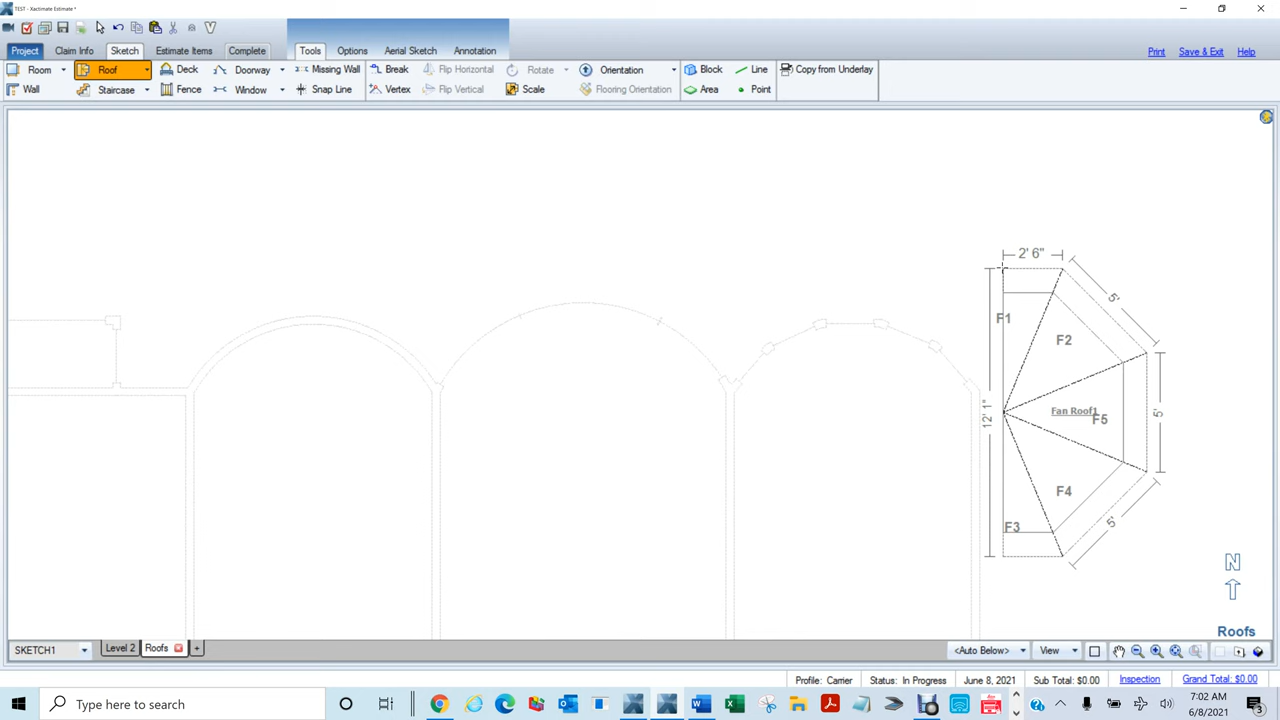 TEST - Xactimate Estimate *
Project Claim Info Sketch Estimate Items Complete Tools Options Aerial Sketch Annotation Print Save & Exit Help
Room Roof Deck Doorway Missing Wall Break Flip Horizontal Rotate Orientation Block Line Copy from Underlay
Wall Staircase Fence Window Snap Line Vertex Flip Vertical Scale Flooring Orientation Area Point
2' 6"
5'
F1
F2
12' 1"
Fan Roof1
F5
5'
F4
F3
5'
N
Roofs
SKETCH1 Level 2 Roofs + <Auto Below> View
Profile: Carrier Status: In Progress June 8, 2021 Sub Total: $0.00 Inspection Grand Total: $0.00
Type here to search
7:02 AM
6/8/2021
3